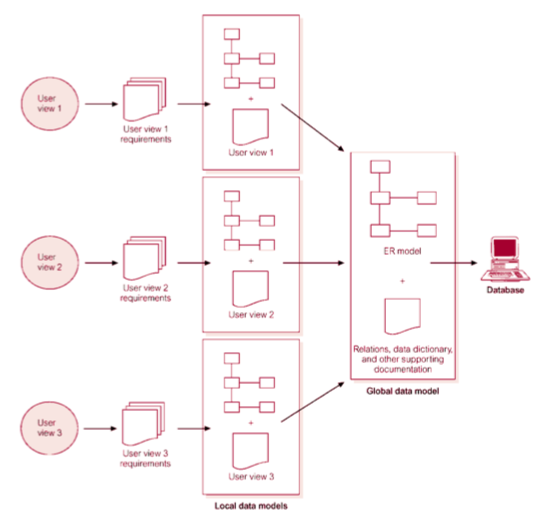 User
view 1
User view 1
requirements
+
User view 1
User
view 2
User view 2
requirements
+
User view 2
User
view 3
User view 3
requirements
+
User view 3
Local data models
ER model
+
Relations, data dictionary,
and other supporting
documentation
Global data model
Database